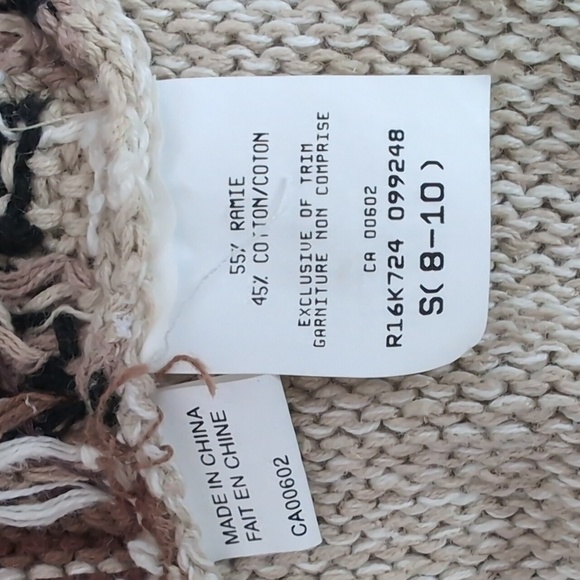 55% RAMIE
45% COTTON/COTON
EXCLUSIVE OF TRIM
GARNITURE NON COMPRISE
CA 00602
R16K724 099248
S(8-10)
MADE IN CHINA
FAIT EN CHINE
CA00602